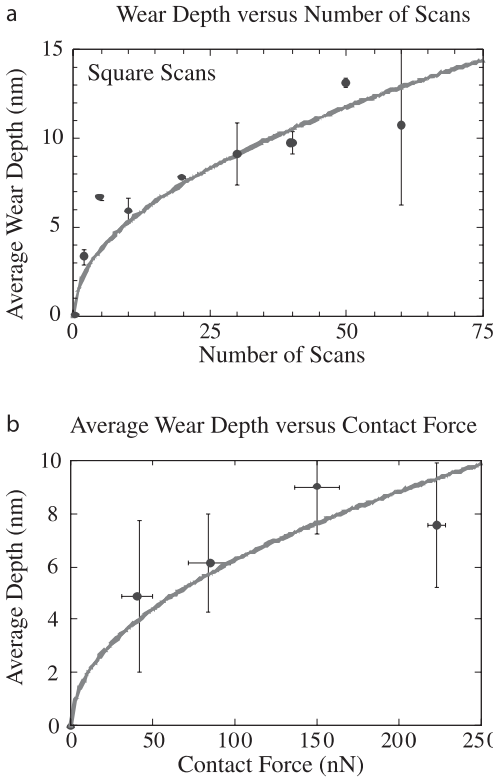 a
Wear Depth versus Number of Scans
15
Square Scans
10
5
0
Average Wear Depth (nm)
0 25 50 75
Number of Scans
b
Average Wear Depth versus Contact Force
10
8
6
4
2
0
Average Depth (nm)
0 50 100 150 200 250
Contact Force (nN)